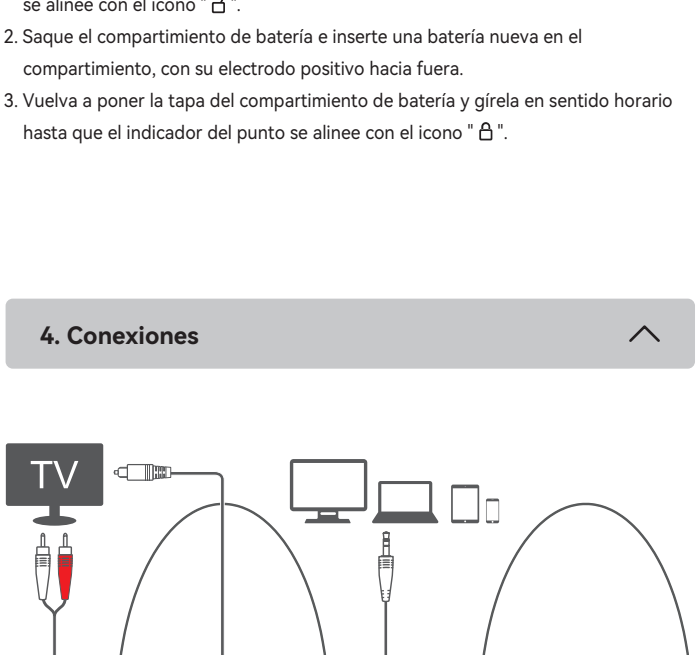 se alinee con el icono " ".
2. Saque el compartimiento de batería e inserte una batería nueva en el
compartimiento, con su electrodo positivo hacia fuera.
3. Vuelva a poner la tapa del compartimiento de batería y gírela en sentido horario
hasta que el indicador del punto se alinee con el icono " ".
4. Conexiones
TV